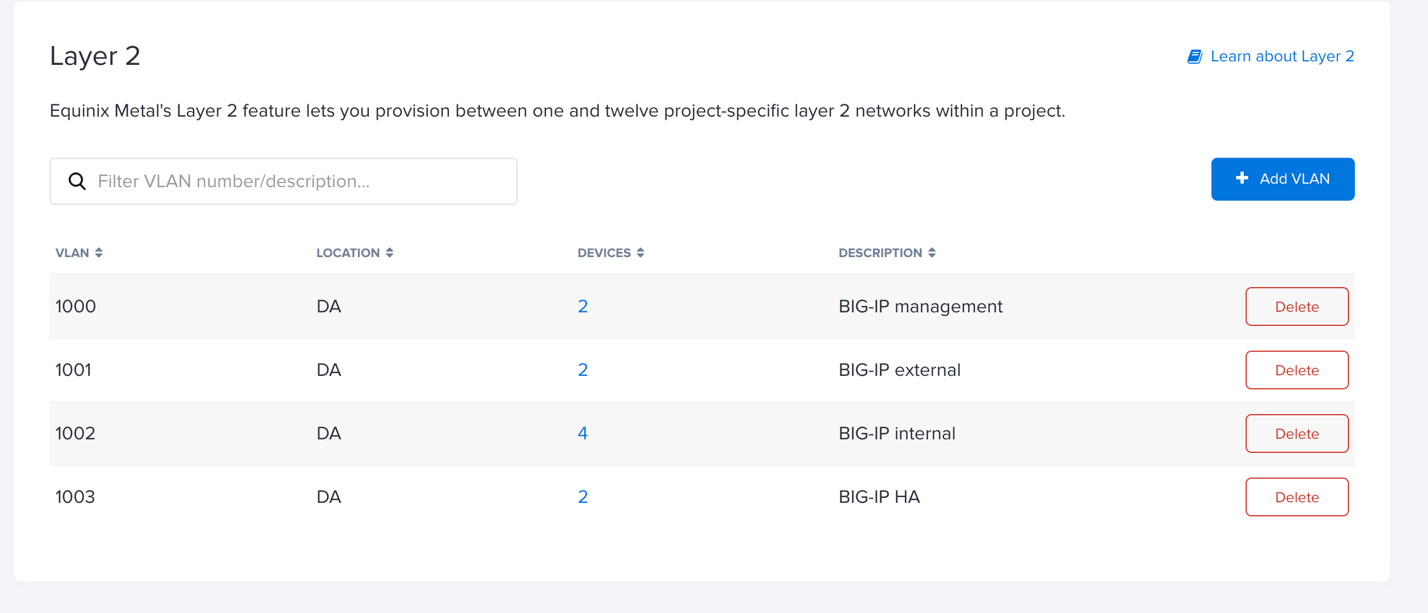 Layer 2
Learn about Layer 2
Equinix Metal's Layer 2 feature lets you provision between one and twelve project-specific layer 2 networks within a project.
Filter VLAN number/description...
Add VLAN
VLAN LOCATION DEVICES DESCRIPTION
1000 DA 2 BIG-IP management Delete
1001 DA 2 BIG-IP external Delete
1002 DA 4 BIG-IP internal Delete
1003 DA 2 BIG-IP HA Delete